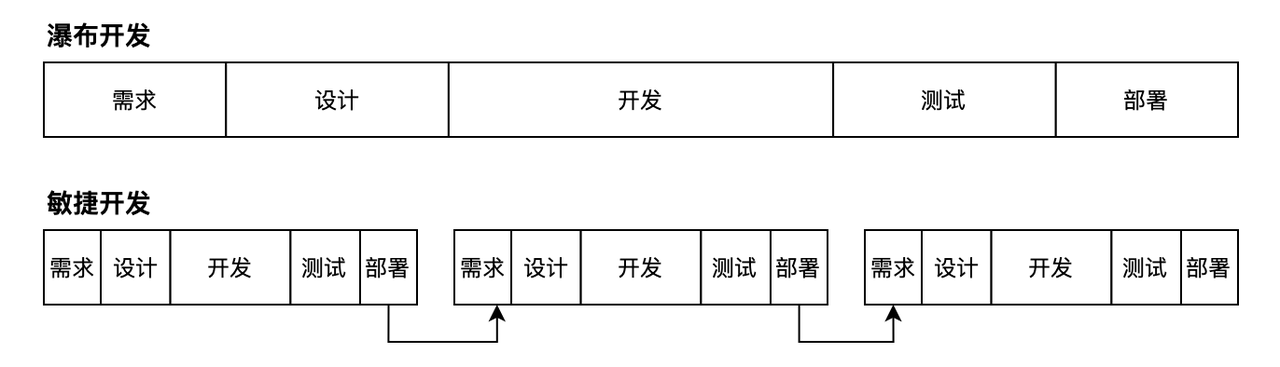 瀑布开发
需求 设计 开发 测试 部署
敏捷开发
需求 设计 开发 测试 部署 需求 设计 开发 测试 部署 需求 设计 开发 测试 部署